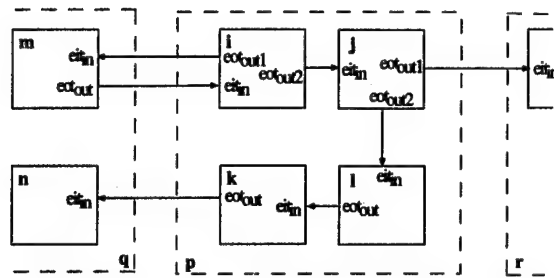 m
eit_in
eot_out
i
eot_out1
eot_out2
eit_in
j
eit_in
eot_out1
eot_out2
eit_in
n
eit_in
k
eot_out
l
eit_in
eit_in
eot_out
q
p
r